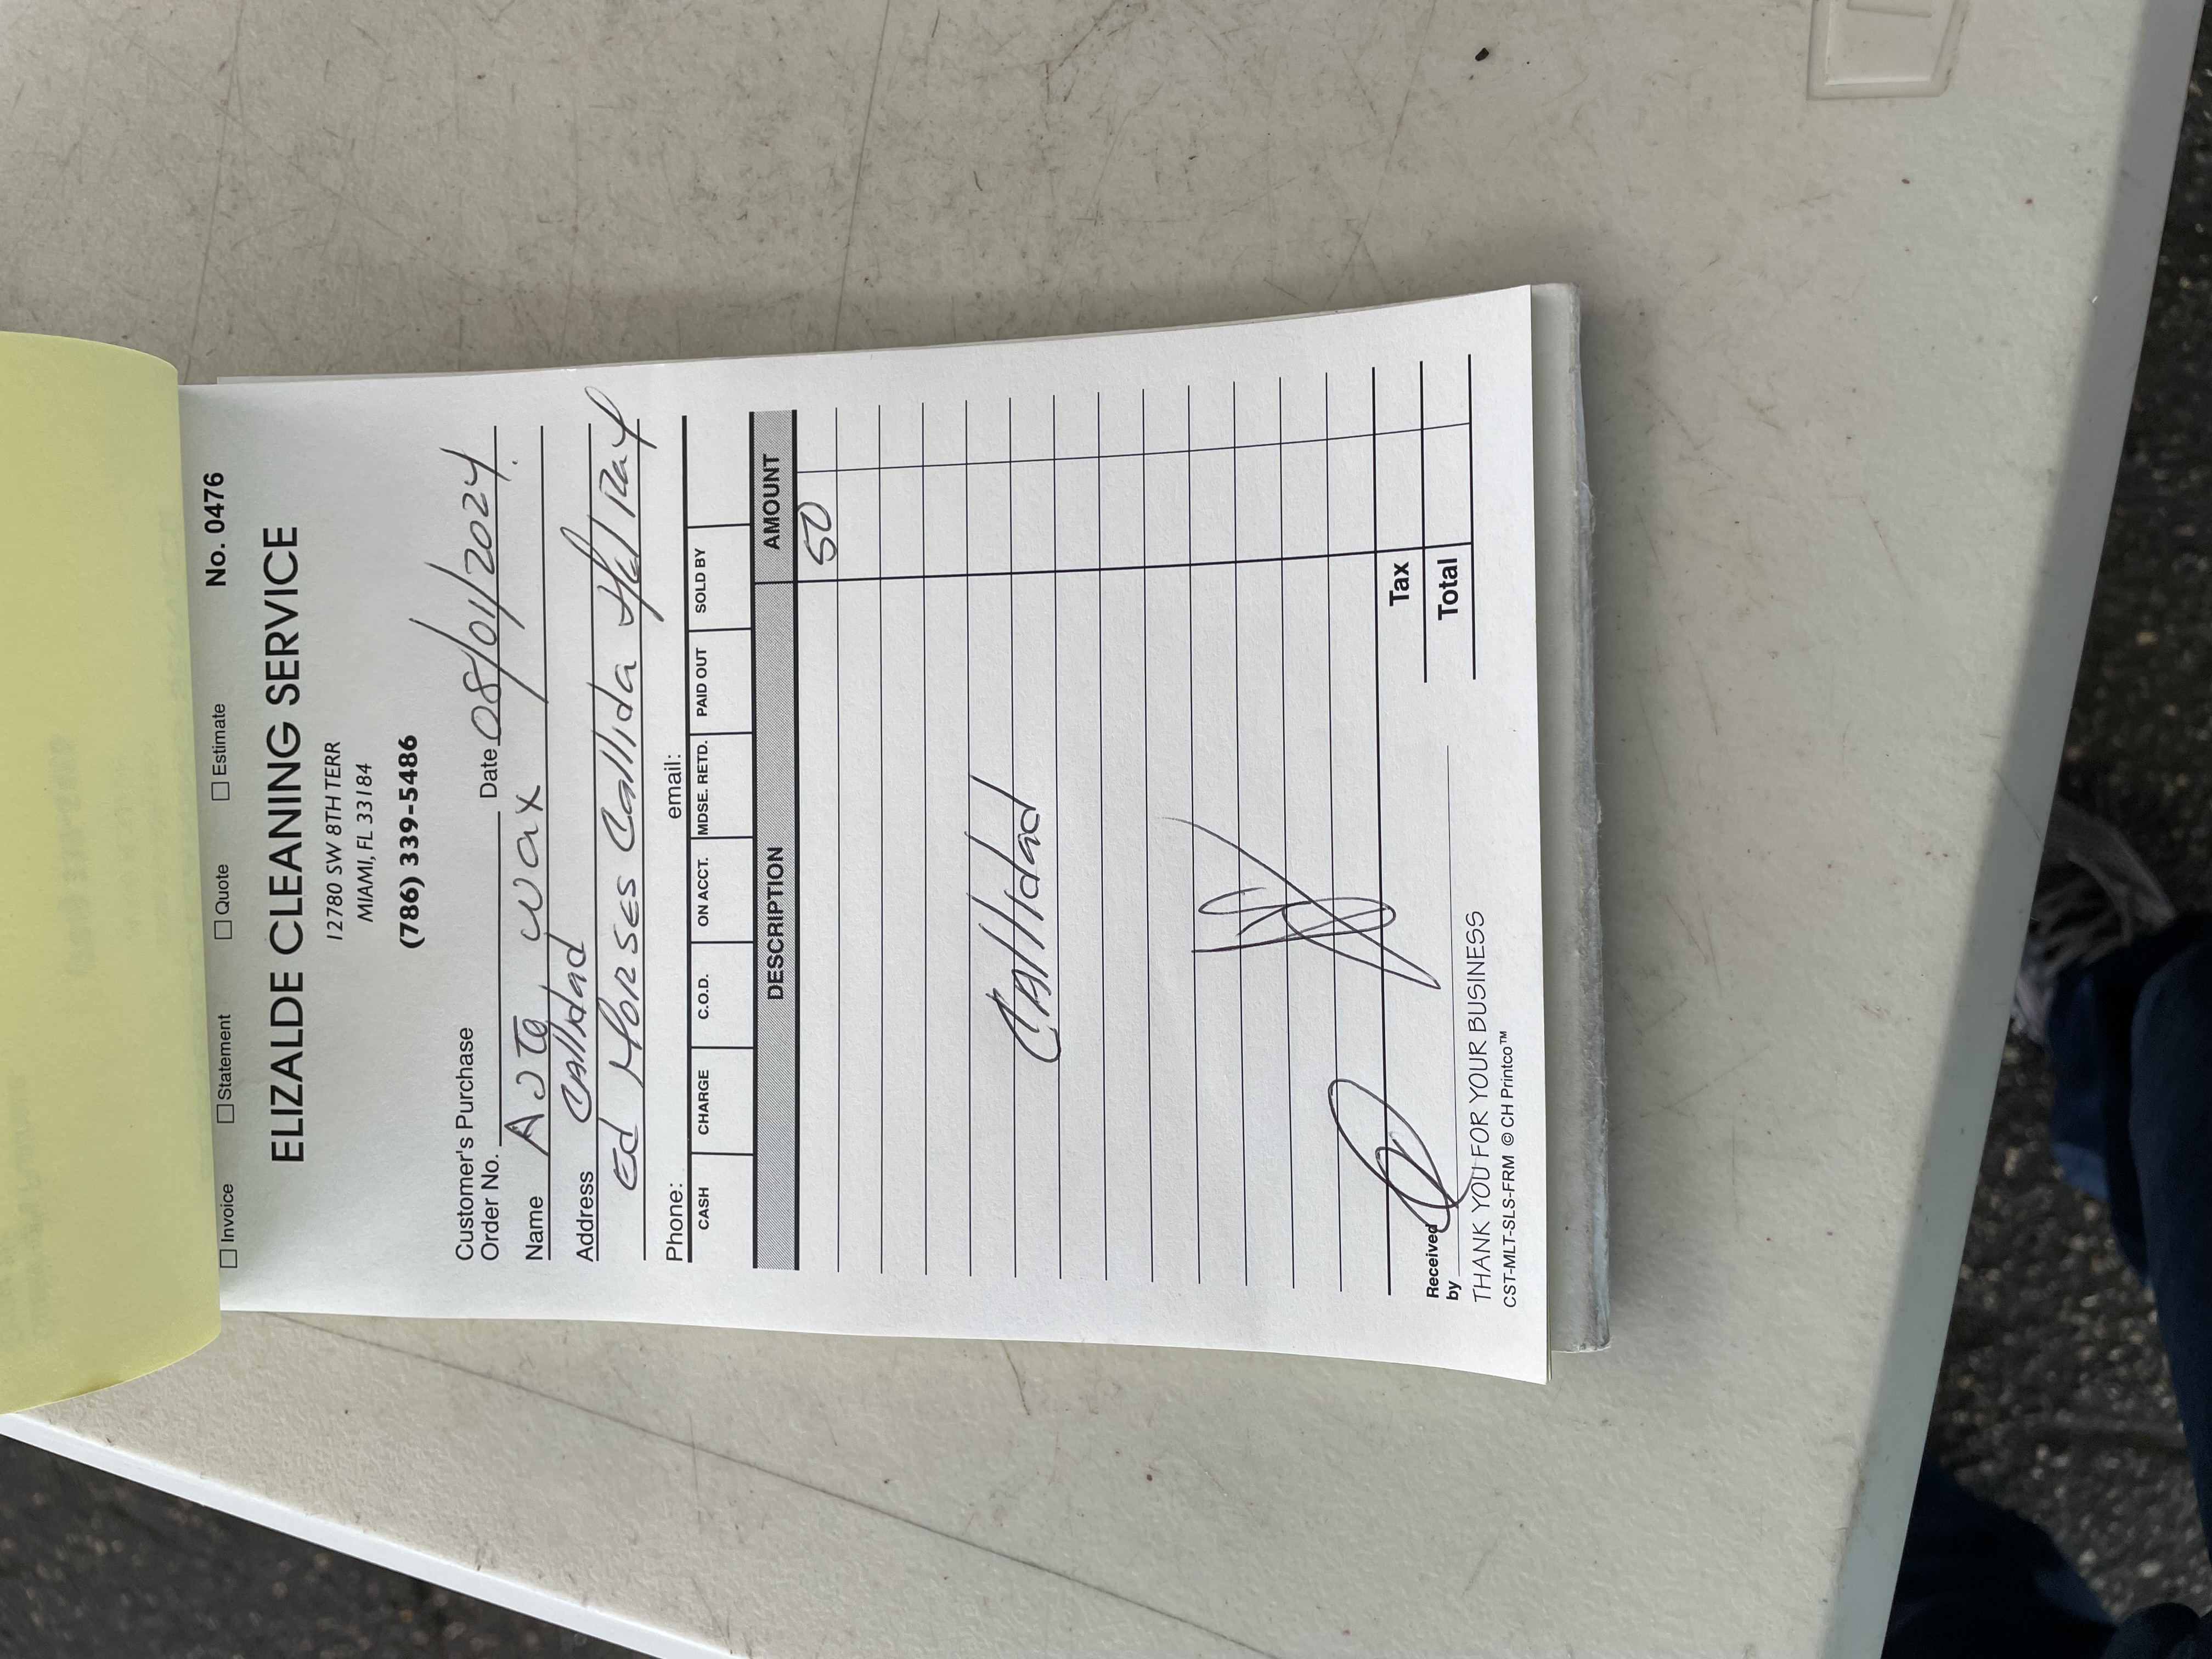 Invoice Statement Quote Estimate No. 0476
ELIZALDE CLEANING SERVICE
12780 SW 8TH TERR
MIAMI, FL 33184
(786) 339-5486
Customer's Purchase
Order No. Date 08/01/2024.
Name AUTO wax
Address CAllidad
Ed Morses Callida
Phone: email:
CASH CHARGE C.O.D. ON ACCT. MDSE. RETD. PAID OUT SOLD BY
DESCRIPTION AMOUNT
50
CAllidad
Tax
Received
by Total
THANK YOU FOR YOUR BUSINESS
CST-MLT-SLS-FRM © CH Printco™